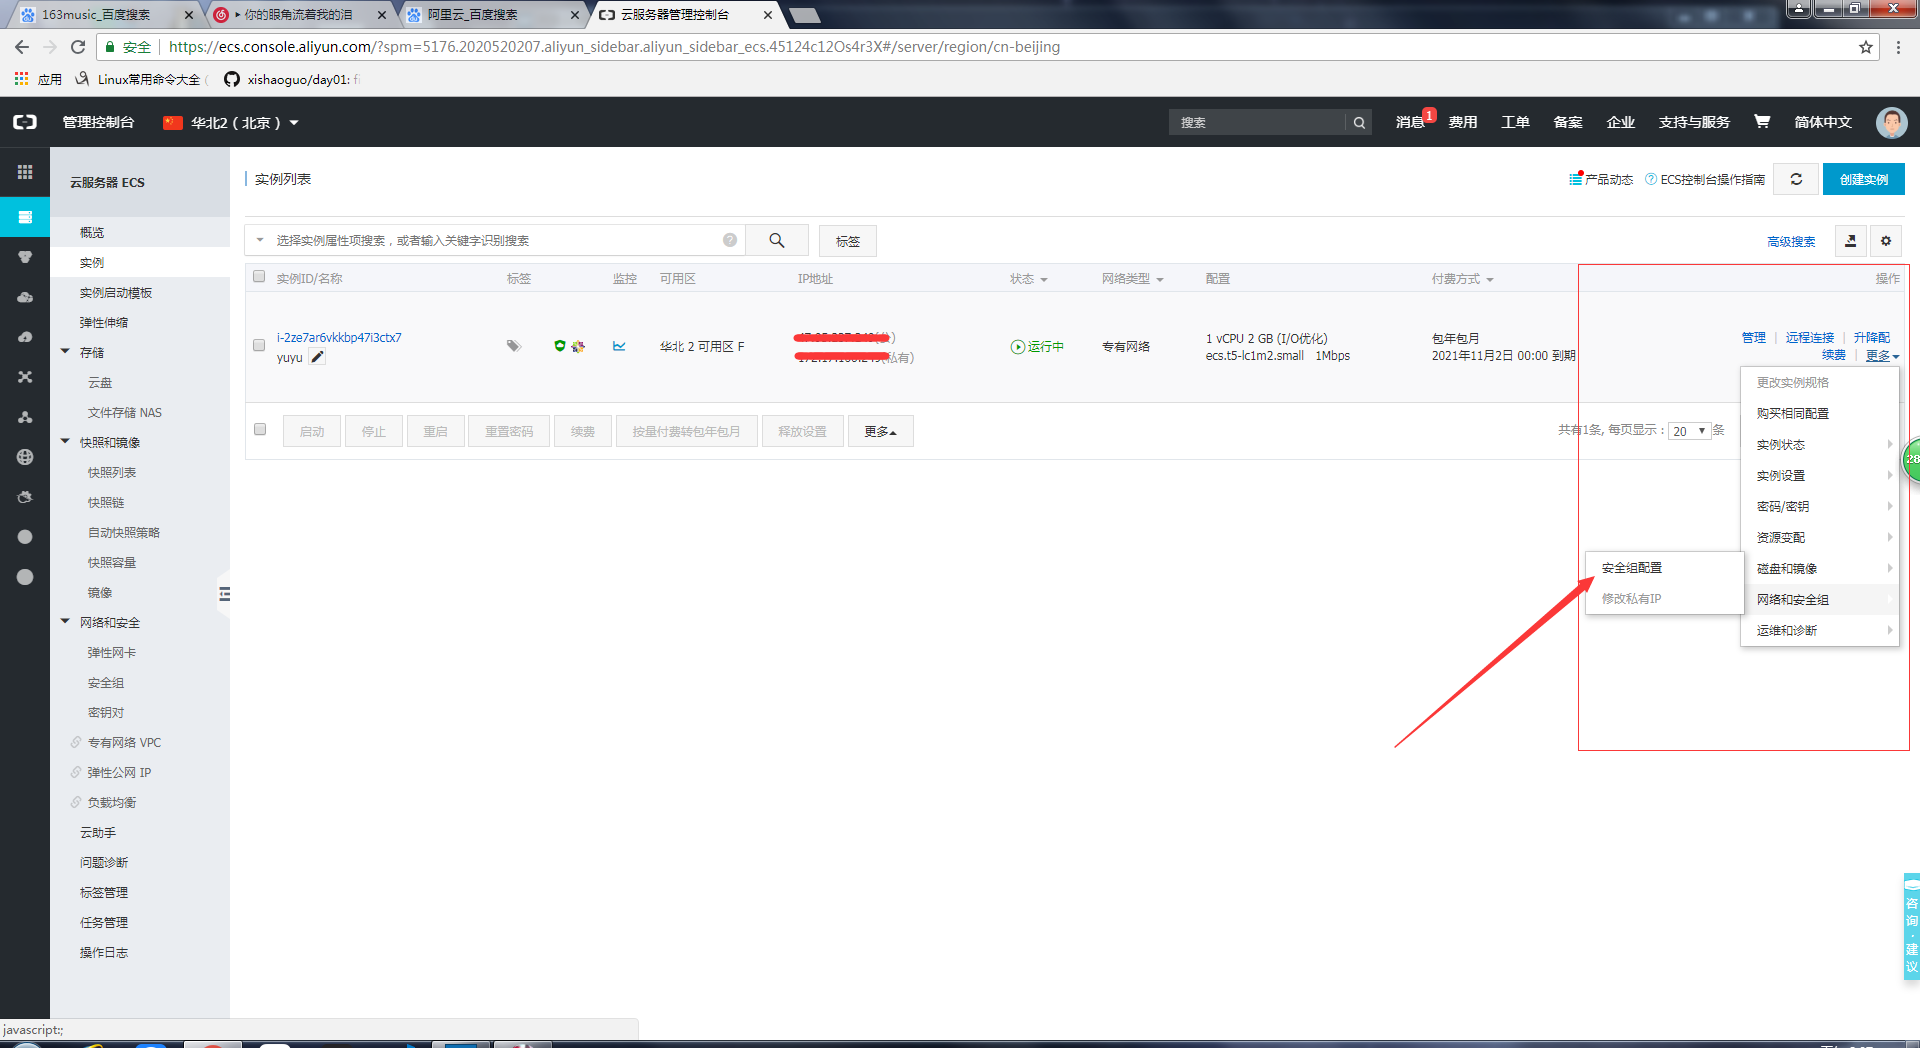 163music_百度搜索
你的眼角流着我的泪
阿里云_百度搜索
云服务器管理控制台
安全
https://ecs.console.aliyun.com/?spm=5176.2020520207.aliyun_sidebar.aliyun_sidebar_ecs.45124c12Os4r3X#/server/region/cn-beijing
应用
Linux常用命令大全
xishaoguo/day01: fi
管理控制台
华北2 ( 北京 )
搜索
消息 1
费用
工单
备案
企业
支持与服务
简体中文
云服务器 ECS
概览
实例
实例启动模板
弹性伸缩
存储
云盘
文件存储 NAS
快照和镜像
快照列表
快照链
自动快照策略
快照容量
镜像
网络和安全
弹性网卡
安全组
密钥对
专有网络 VPC
弹性公网 IP
负载均衡
云助手
问题诊断
标签管理
任务管理
操作日志
实例列表
产品动态
ECS控制台操作指南
创建实例
选择实例属性项搜索，或者输入关键字识别搜索
标签
高级搜索
实例ID/名称 标签 监控 可用区 IP地址 状态 网络类型 配置 付费方式 操作
i-2ze7ar6vkkbp47i3ctx7
yuyu
华北 2 可用区 F
(私有)
运行中
专有网络
1 vCPU 2 GB (I/O优化)
ecs.t5-lc1m2.small 1Mbps
包年包月
2021年11月2日 00:00 到期
管理 | 远程连接 | 升降配
续费 | 更多
启动 停止 重启 重置密码 续费 按量付费转包年包月 释放设置 更多
共有1条, 每页显示 : 20 条
更改实例规格
购买相同配置
实例状态
实例设置
密码/密钥
资源变配
磁盘和镜像
网络和安全组
运维和诊断
安全组配置
修改私有IP
28
咨询·建议
javascript:;